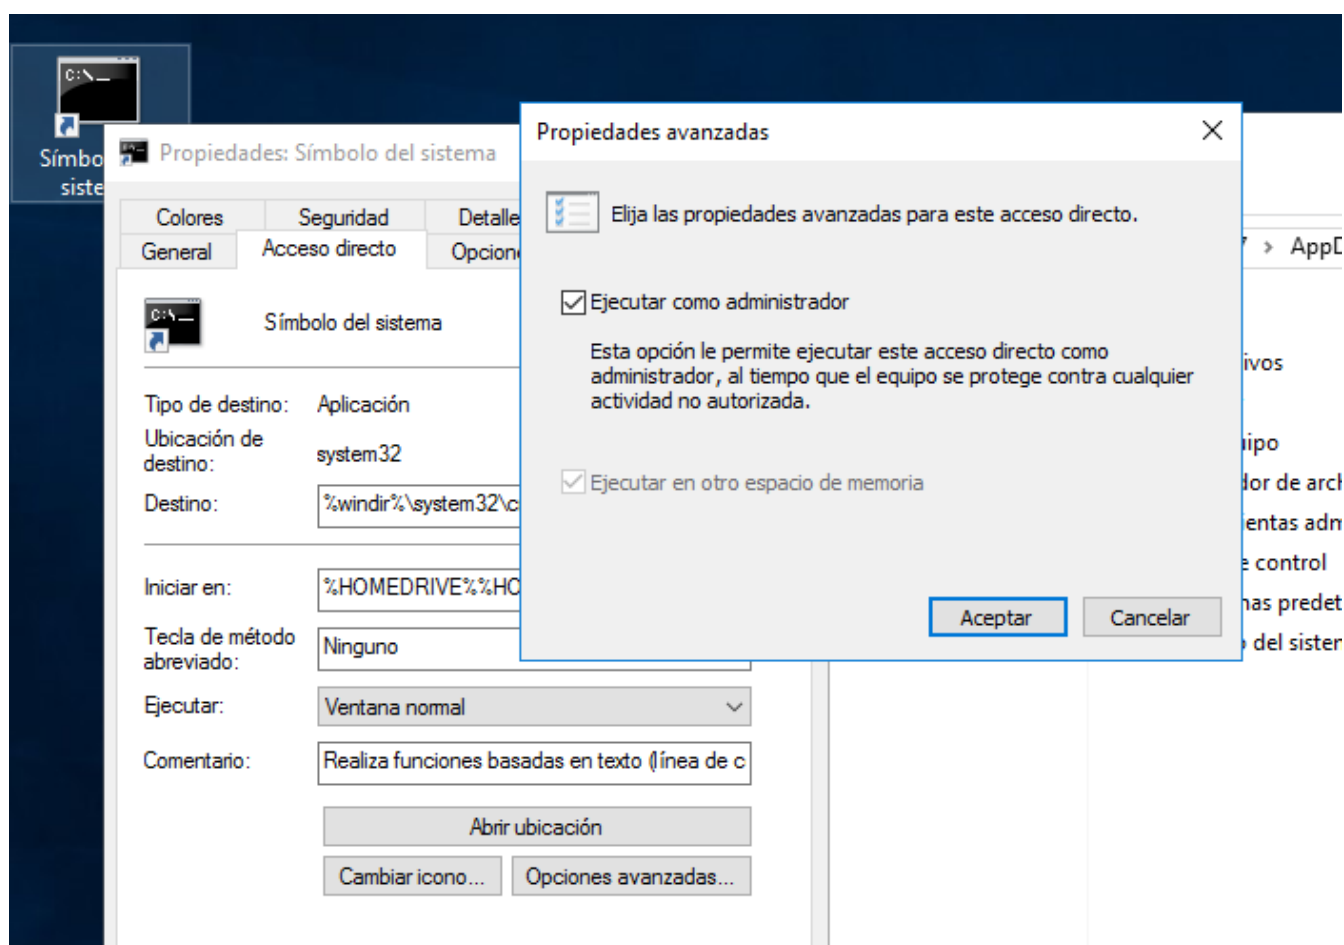 C:\_
Símbo
siste
Propiedades: Símbolo del sistema
Colores
Seguridad
Detalle
General
Acceso directo
Opcion
C:\_
Símbolo del sistema
Tipo de destino:
Aplicación
Ubicación de
destino:
system32
Destino:
%windir%\system32\c
Iniciar en:
%HOMEDRIVE%%HO
Tecla de método
abreviado:
Ninguno
Ejecutar:
Ventana normal
Comentario:
Realiza funciones basadas en texto (línea de c
Abrir ubicación
Cambiar icono...
Opciones avanzadas...
Propiedades avanzadas
Elija las propiedades avanzadas para este acceso directo.
Ejecutar como administrador
Esta opción le permite ejecutar este acceso directo como
administrador, al tiempo que el equipo se protege contra cualquier
actividad no autorizada.
Ejecutar en otro espacio de memoria
Aceptar
Cancelar
> AppD
ivos
uipo
dor de arch
ientas adm
e control
nas predet
del sister